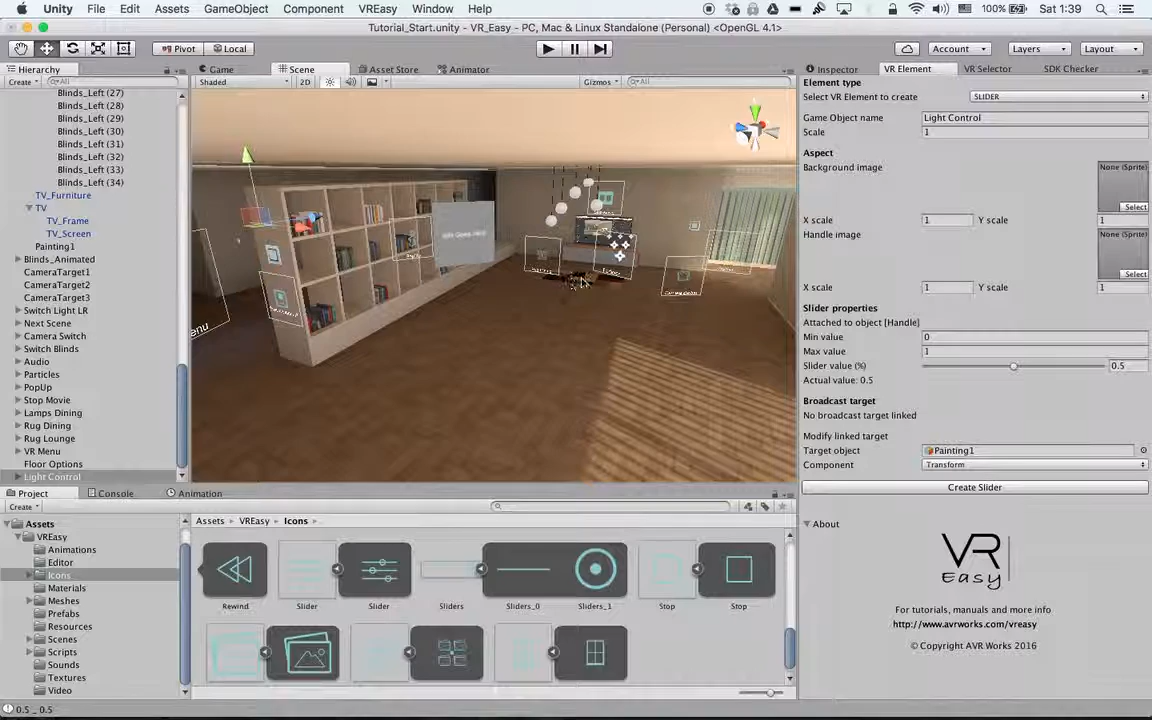 Unity File Edit Assets GameObject Component VREasy Window Help 100% Sat 1:39
Tutorial_Start.unity - VR_Easy - PC, Mac & Linux Standalone (Personal) <OpenGL 4.1>
Pivot Local Account Layers Layout
Hierarchy
Create All
Blinds_Left (27)
Blinds_Left (28)
Blinds_Left (29)
Blinds_Left (30)
Blinds_Left (31)
Blinds_Left (32)
Blinds_Left (33)
Blinds_Left (34)
TV_Furniture
TV
TV_Frame
TV_Screen
Painting1
Blinds_Animated
CameraTarget1
CameraTarget2
CameraTarget3
Switch Light LR
Next Scene
Camera Switch
Switch Blinds
Audio
Particles
PopUp
Stop Movie
Lamps Dining
Rug Dining
Rug Lounge
VR Menu
Floor Options
Light Control
Game Scene Asset Store Animator
Shaded 2D Gizmos All
enu
Inspector VR Element VR Selector SDK Checker
Element type
Select VR Element to create SLIDER
Game Object name Light Control
Scale 1
Aspect
Background image None (Sprite)
Select
X scale 1 Y scale 1
Handle image None (Sprite)
Select
X scale 1 Y scale 1
Slider properties
Attached to object [Handle]
Min value 0
Max value 1
Slider value (%) 0.5
Actual value: 0.5
Broadcast target
No broadcast target linked
Modify linked target
Target object Painting1
Component Transform
Create Slider
About
VR
Easy
For tutorials, manuals and more info
http://www.avrworks.com/vreasy
© Copyright AVR Works 2016
Project Console Animation
Create
Assets
VREasy
Animations
Editor
Icons
Materials
Meshes
Prefabs
Resources
Scenes
Scripts
Sounds
Textures
Video
Assets VREasy Icons
Rewind Slider Slider Sliders Sliders_0 Sliders_1 Stop Stop
0.5 _ 0.5